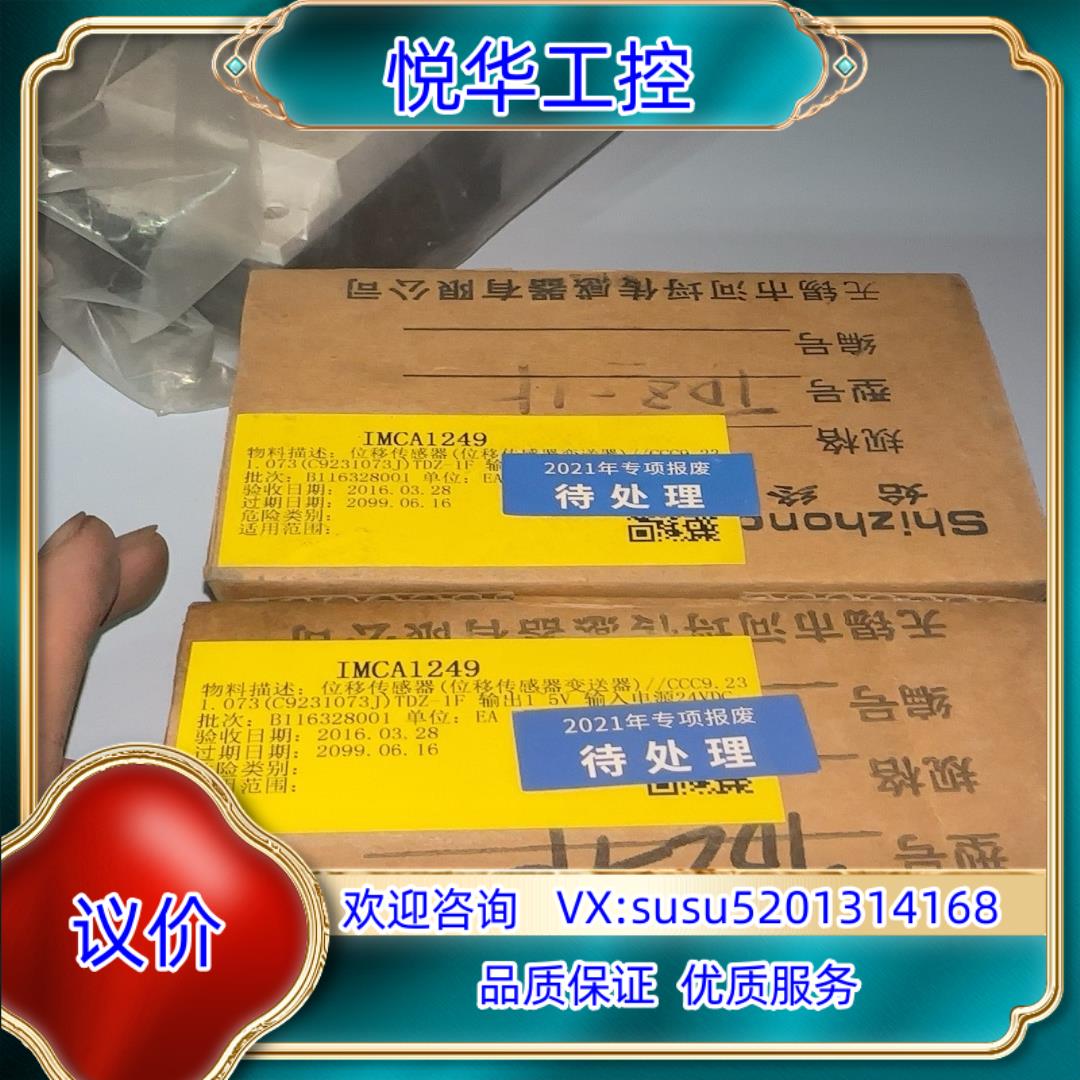 悦华工控
无锡市河埒传感器有限公司
编号
型号 TDZ-1f
规格
始 终
Shizhong
IMCA1249
物料描述: 位移传感器(位移传感器变送器)//CCC9.23
1.073(C9231073J)TDZ-1F 输
批次: B116328001 单位: EA
验收日期: 2016.03.28
过期日期: 2099.06.16
危险类别:
适用范围:
2021年专项报废
待处理
无锡市河埒传感器有限公司
编号
规格
型号
IMCA1249
物料描述: 位移传感器(位移传感器变送器)//CCC9.23
1.073(C9231073J)TDZ-1F 输出1 5V 输入电源24VDC
批次: B116328001 单位: EA
验收日期: 2016.03.28
过期日期: 2099.06.16
险类别:
用范围:
2021年专项报废
待处理
议价
欢迎咨询 VX:susu5201314168
品质保证 优质服务